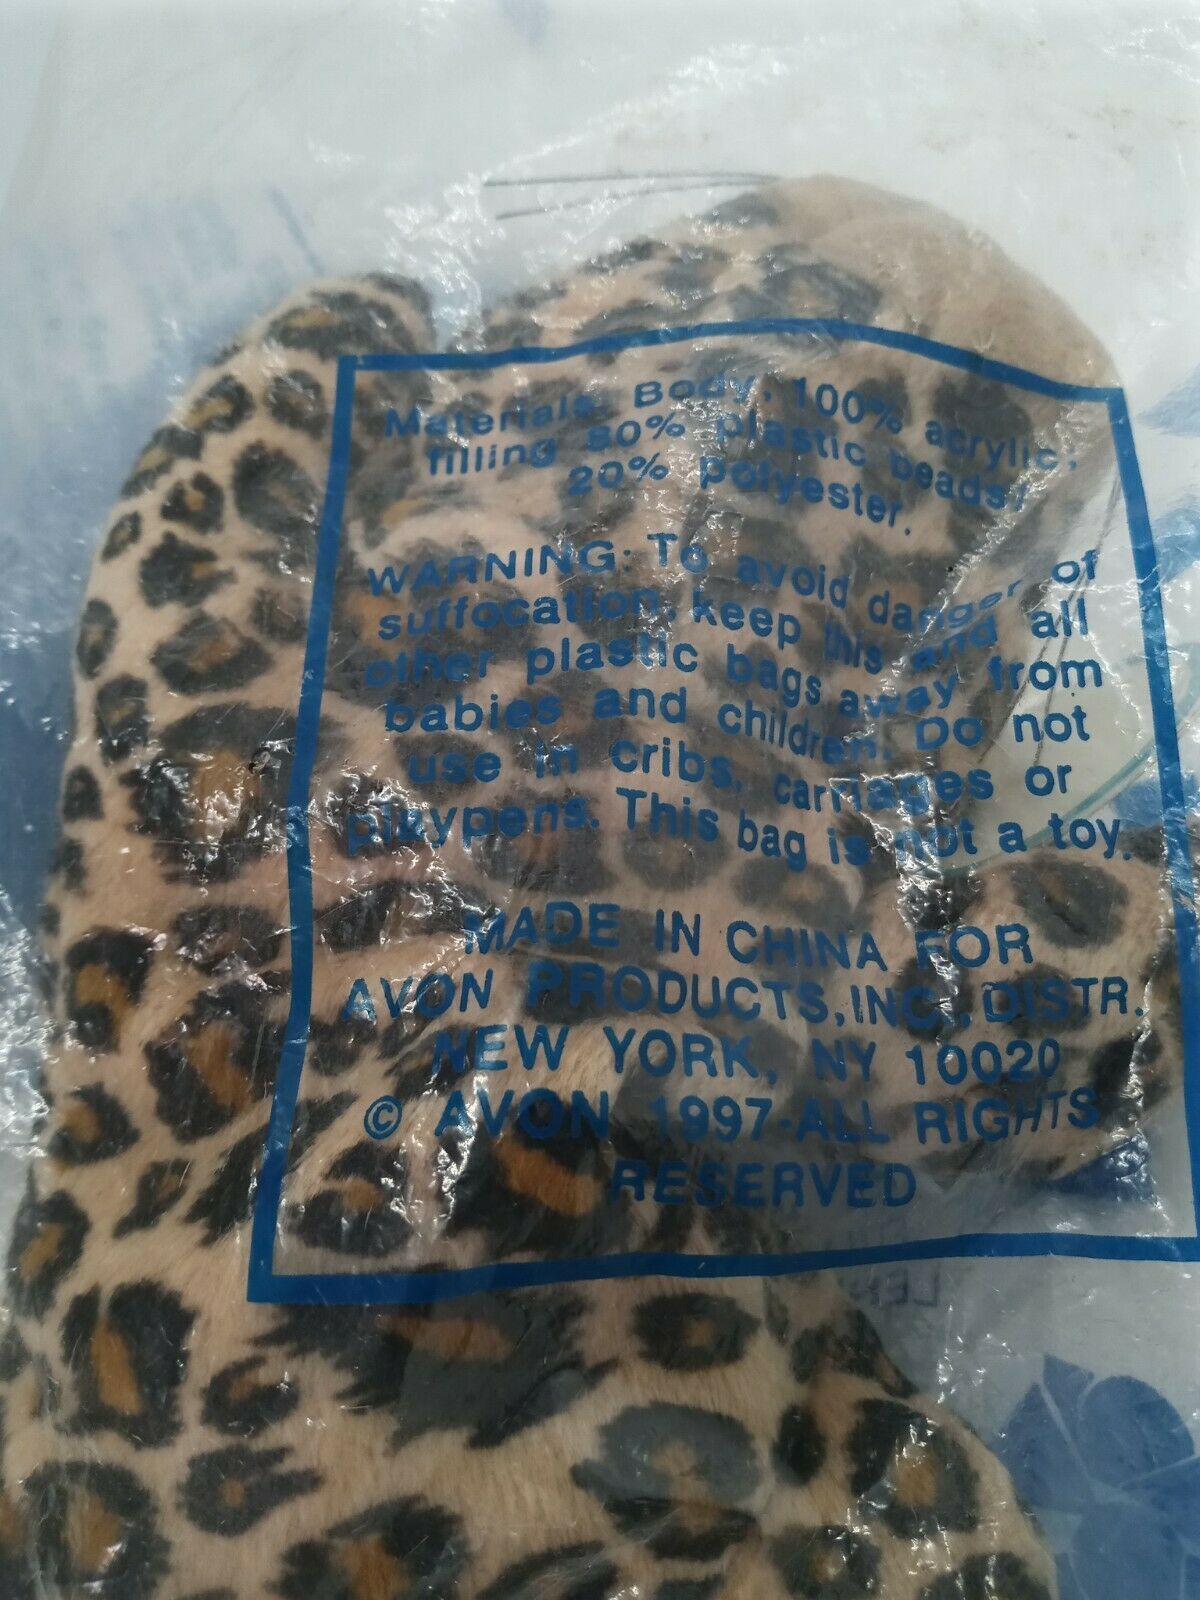 Materials: Body, 100% acrylic;
filling 80% plastic beads/
20% polyester.
WARNING: To avoid danger of
suffocation, keep this and all
other plastic bags away from
babies and children. Do not
use in cribs, carriages or
playpens. This bag is not a toy.
MADE IN CHINA FOR
AVON PRODUCTS, INC., DISTR.
NEW YORK, NY 10020
© AVON 1997-ALL RIGHTS
RESERVED